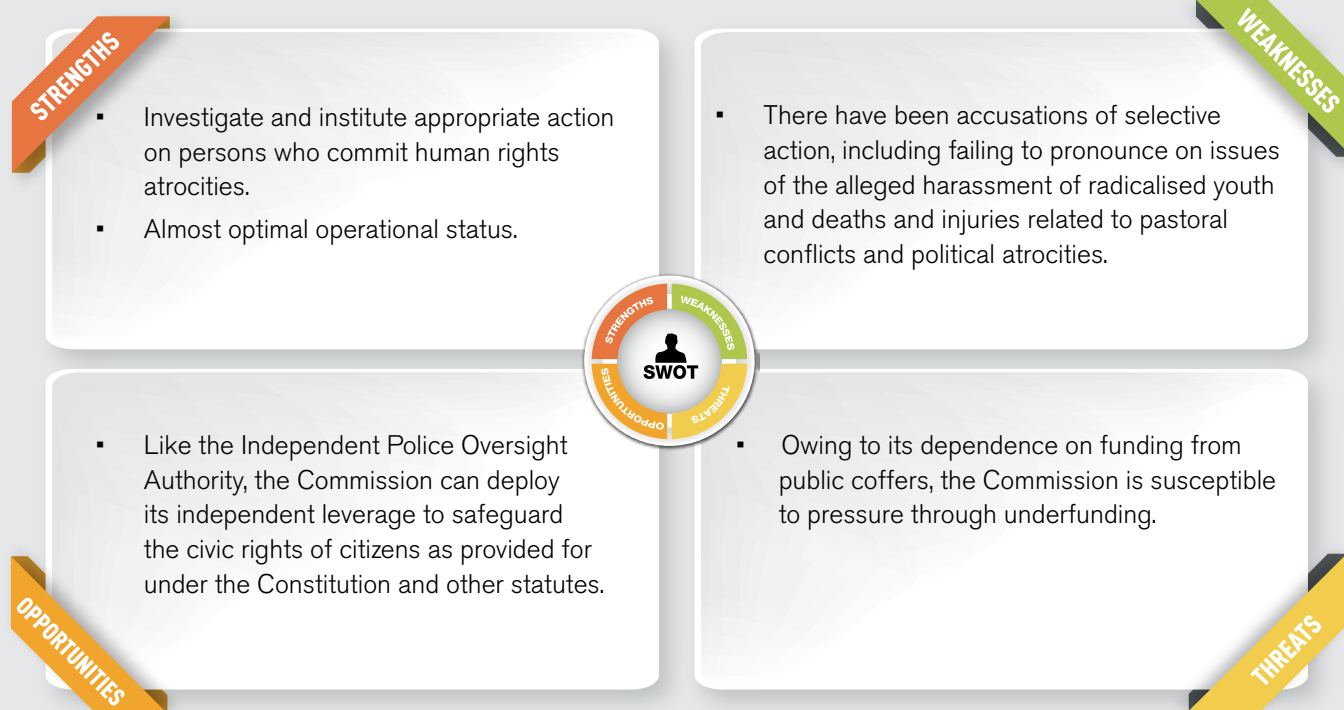 STRENGTHS
▪ Investigate and institute appropriate action
on persons who commit human rights
atrocities.
▪ Almost optimal operational status.
WEAKNESSES
▪ There have been accusations of selective
action, including failing to pronounce on issues
of the alleged harassment of radicalised youth
and deaths and injuries related to pastoral
conflicts and political atrocities.
STRENGTHS
WEAKNESSES
SWOT
OPPORTUNITIES
THREATS
▪ Like the Independent Police Oversight
Authority, the Commission can deploy
its independent leverage to safeguard
the civic rights of citizens as provided for
under the Constitution and other statutes.
OPPORTUNITIES
▪ Owing to its dependence on funding from
public coffers, the Commission is susceptible
to pressure through underfunding.
THREATS